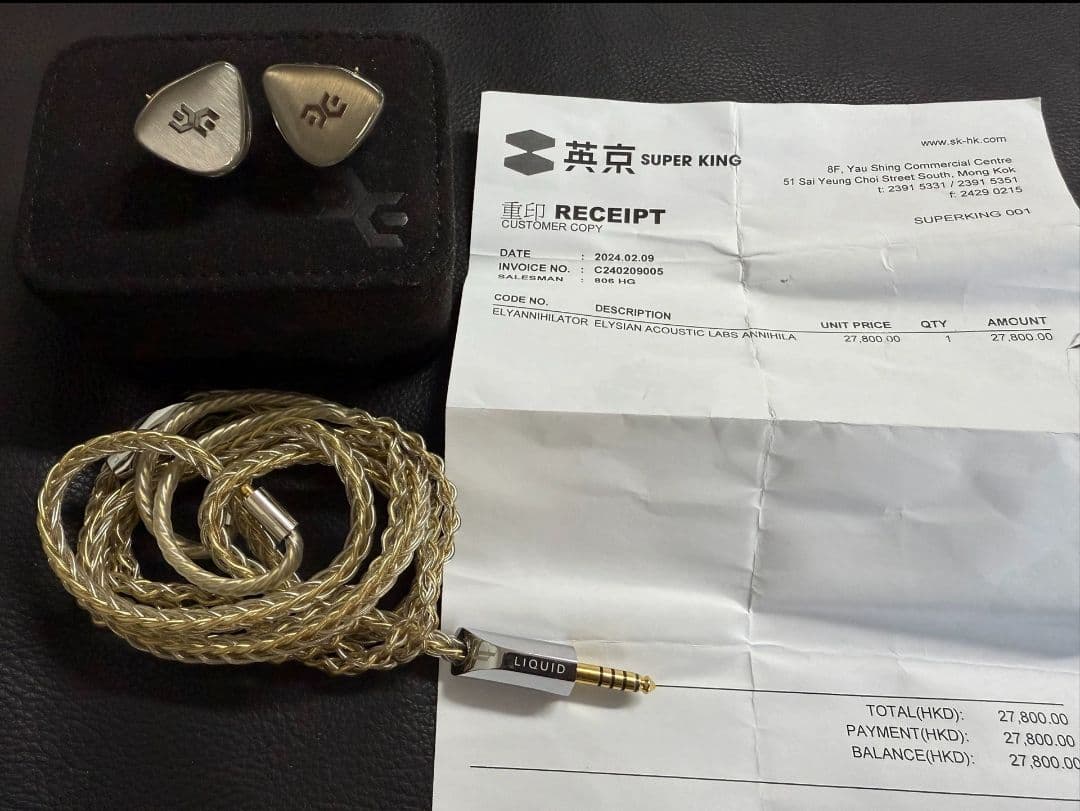 英京 SUPER KING
www.sk-hk.com
8F, Yau Shing Commercial Centre
51 Sai Yeung Choi Street South, Mong Kok
t: 2391 5331 / 2391 5351
f: 2429 0215
重印 RECEIPT
CUSTOMER COPY
SUPERKING 001
DATE : 2024.02.09
INVOICE NO. : C240209005
SALESMAN : 806 HG
CODE NO. DESCRIPTION UNIT PRICE QTY AMOUNT
ELYANNIHILATOR ELYSIAN ACOUSTIC LABS ANNIHILA 27,800.00 1 27,800.00
LIQUID
TOTAL(HKD): 27,800.00
PAYMENT(HKD): 27,800.00
BALANCE(HKD): 27,800.00